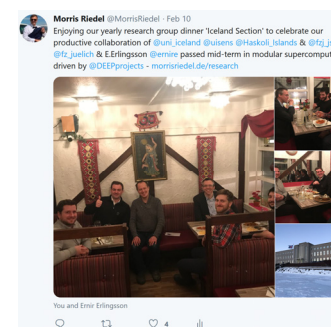 Morris Riedel @MorrisRiedel · Feb 10
Enjoying our yearly research group dinner 'Iceland Section' to celebrate our
productive collaboration of @uni_iceland @uisens @Haskoli_Islands &
@fz_juelich & E.Erlingsson @ernire passed mid-term in modular
driven by @DEEPprojects - morrisriedel.de/research
You and Ernir Erlingsson
4